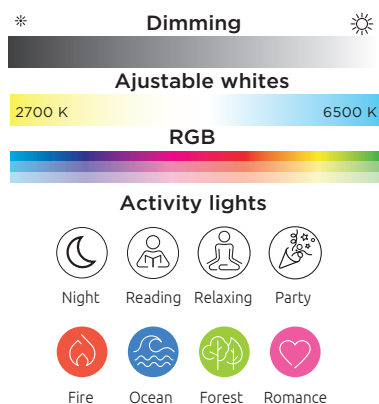 Dimming
Ajustable whites
2700 K 6500 K
RGB
Activity lights
Night Reading Relaxing Party
Fire Ocean Forest Romance